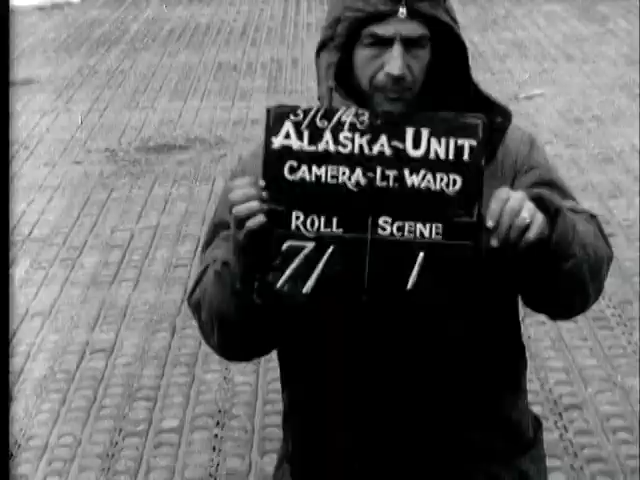 3/6/43
ALASKA-UNIT
CAMERA-LT. WARD
ROLL SCENE
71 1